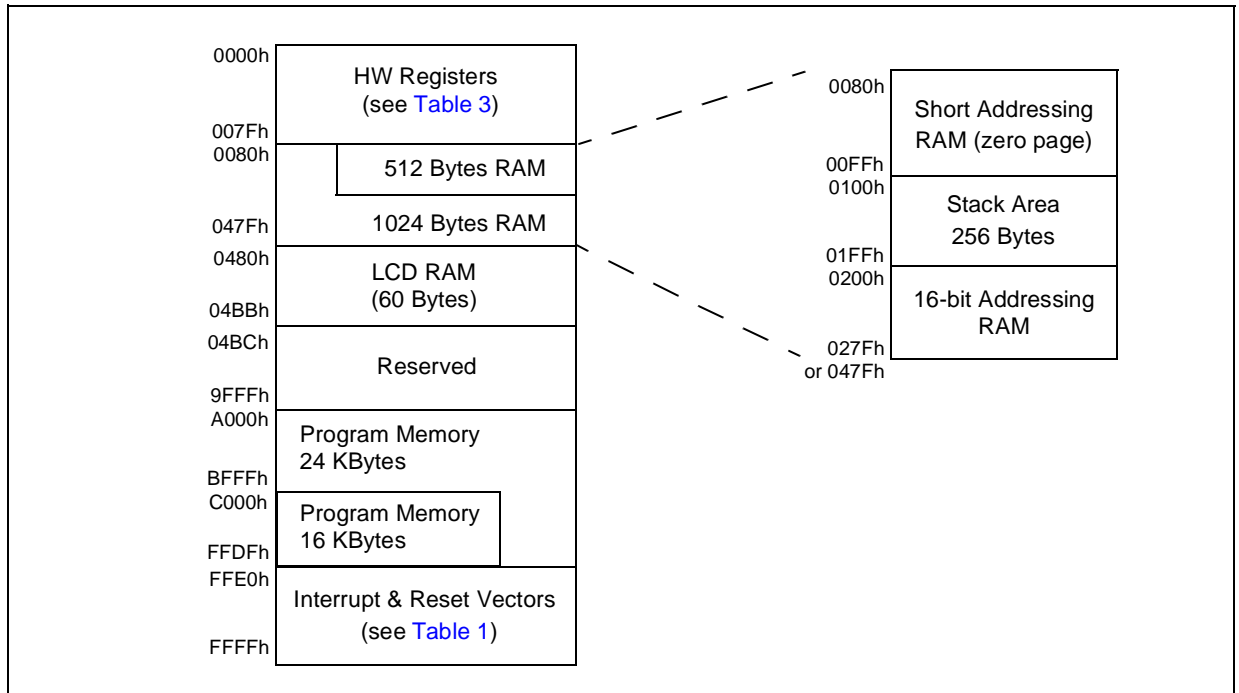 0000h
HW Registers
(see Table 3)
007Fh
0080h
512 Bytes RAM
1024 Bytes RAM
047Fh
0480h
LCD RAM
(60 Bytes)
04BBh
04BCh
Reserved
9FFFh
A000h
Program Memory
24 KBytes
BFFFh
C000h
Program Memory
16 KBytes
FFDFh
FFE0h
Interrupt & Reset Vectors
(see Table 1)
FFFFh
0080h
Short Addressing
RAM (zero page)
00FFh
0100h
Stack Area
256 Bytes
01FFh
0200h
16-bit Addressing
RAM
027Fh
or 047Fh